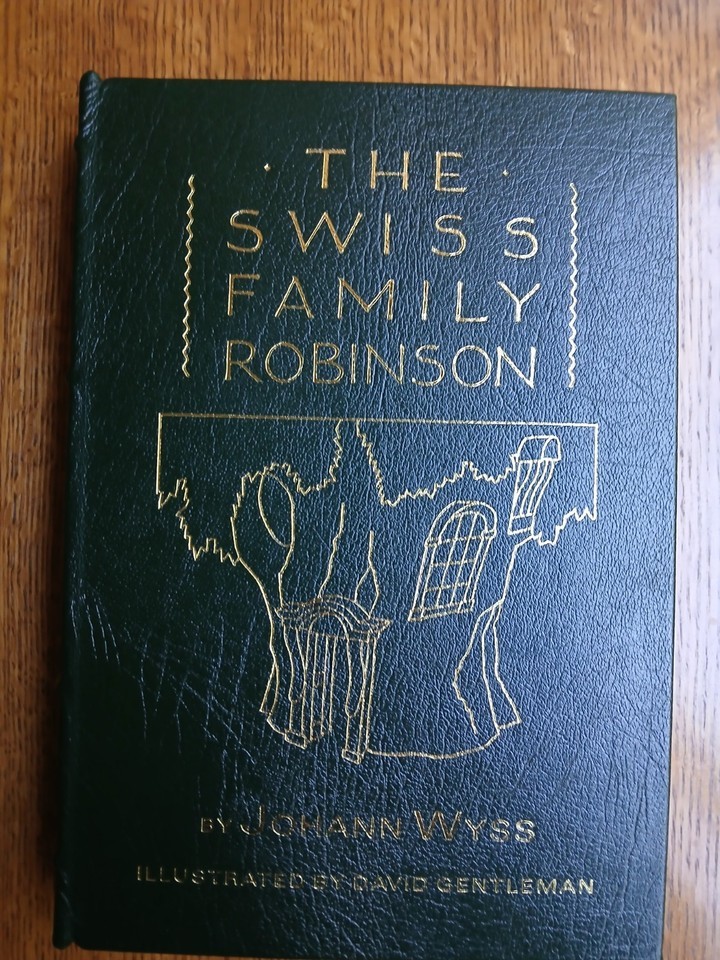 · THE ·
SWISS
FAMILY
ROBINSON
BY JOHANN WYSS
ILLUSTRATED BY DAVID GENTLEMAN